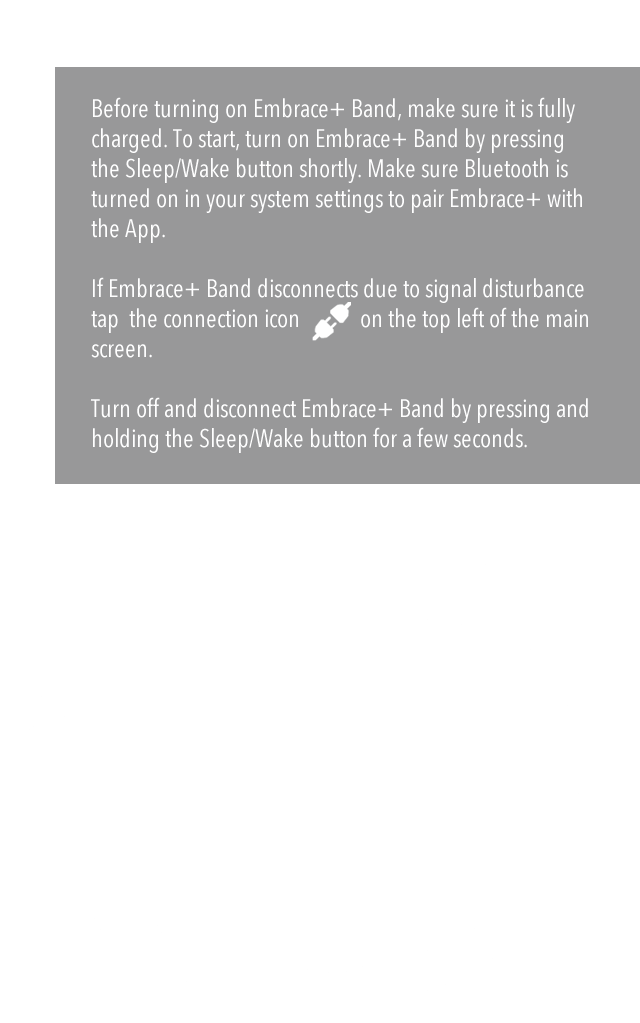 Before turning on Embrace+ Band, make sure it is fully
charged. To start, turn on Embrace+ Band by pressing
the Sleep/Wake button shortly. Make sure Bluetooth is
turned on in your system settings to pair Embrace+ with
the App.
If Embrace+ Band disconnects due to signal disturbance
tap  the connection icon on the top left of the main
screen.
Turn off and disconnect Embrace+ Band by pressing and
holding the Sleep/Wake button for a few seconds.